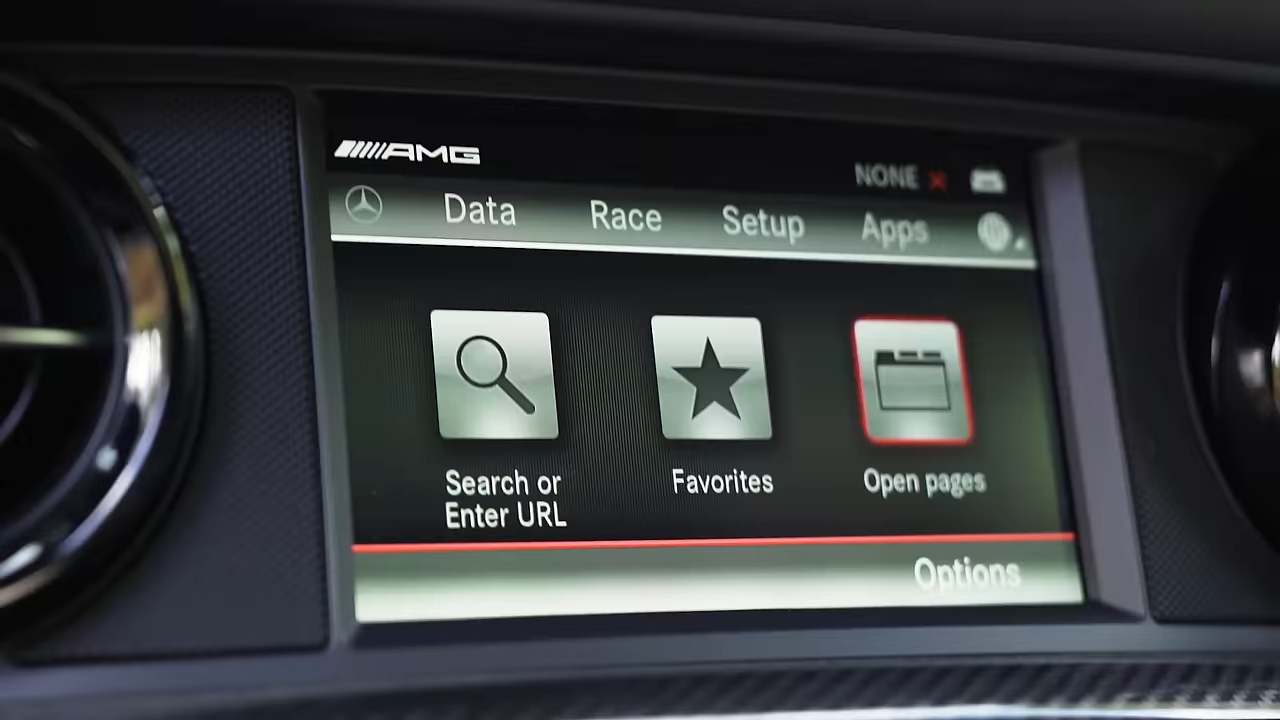 AMG
NONE
Data Race Setup Apps
Search or
Enter URL
Favorites
Open pages
Options